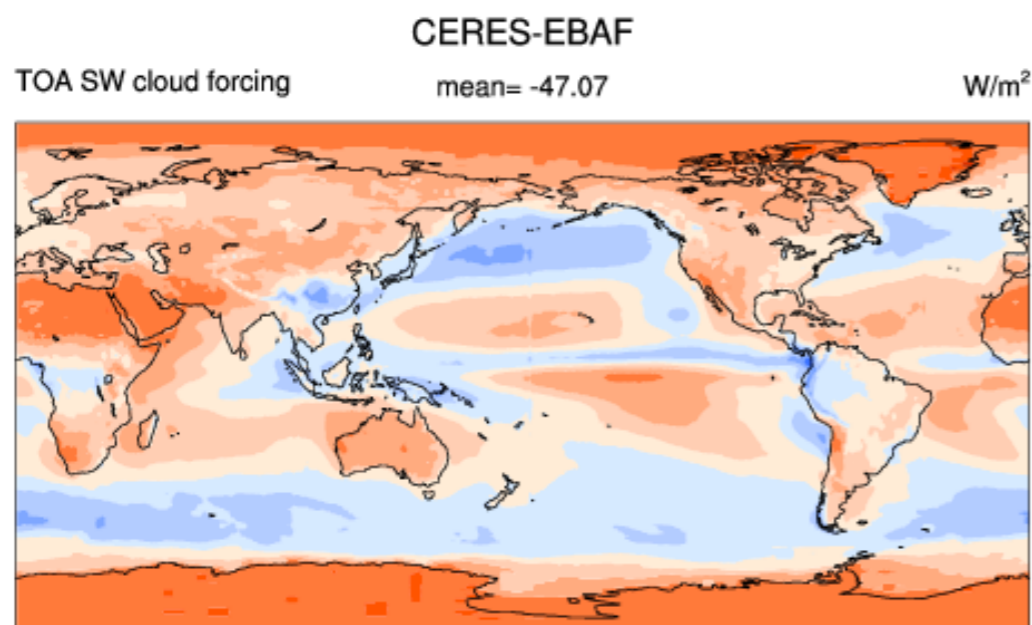 CERES-EBAF
TOA SW cloud forcing mean= -47.07 W/m²